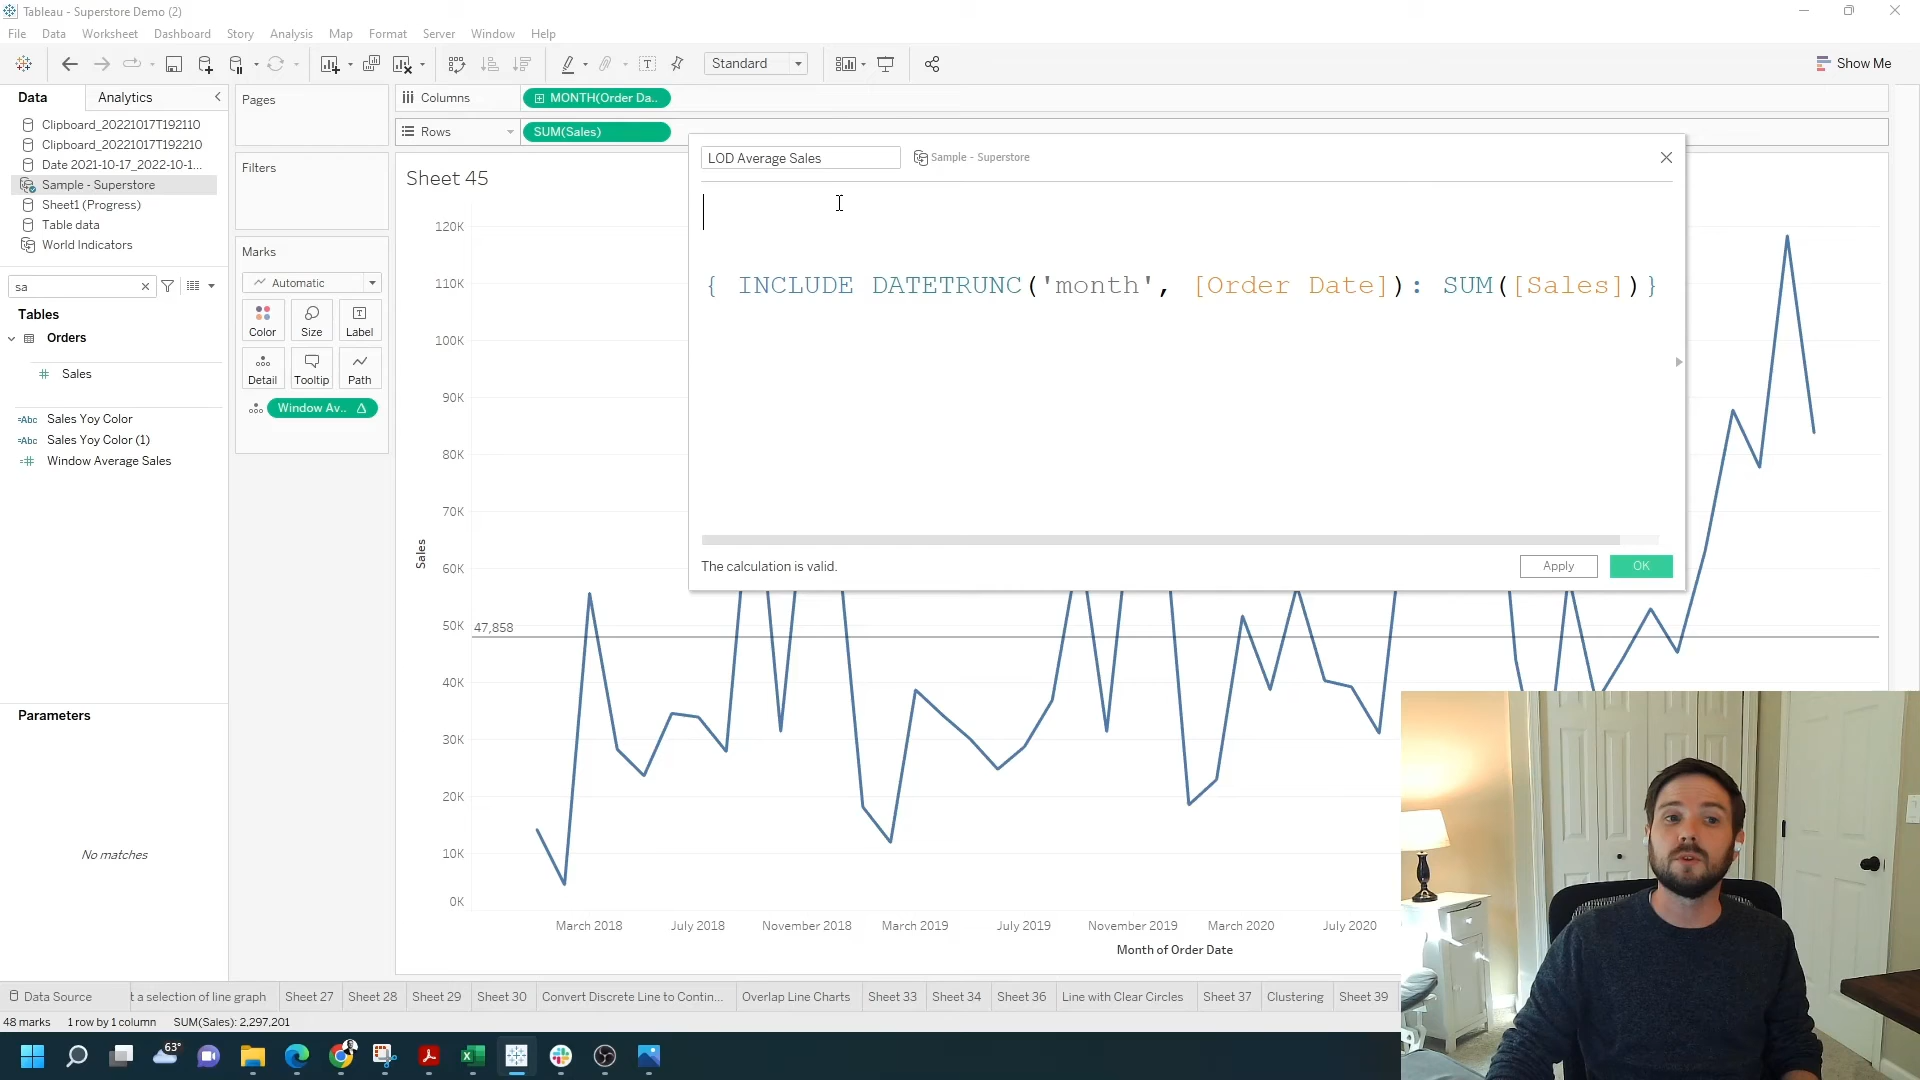 Tableau - Superstore Demo (2)
File Data Worksheet Dashboard Story Analysis Map Format Server Window Help
Standard
Show Me
Data Analytics
Clipboard_20221017T192110
Clipboard_20221017T192210
Date 2021-10-17_2022-10-1...
Sample - Superstore
Sheet1 (Progress)
Table data
World Indicators
sa
Tables
Orders
Sales
Abc Sales Yoy Color
Abc Sales Yoy Color (1)
Window Average Sales
Parameters
No matches
Pages
Filters
Marks
Automatic
Color Size Label
Detail Tooltip Path
Window Av..
Columns MONTH(Order Da..
Rows SUM(Sales)
Sheet 45
LOD Average Sales Sample - Superstore
{ INCLUDE DATETRUNC('month', [Order Date]): SUM([Sales])}
The calculation is valid.
Apply OK
120K
110K
100K
90K
80K
70K
60K
50K
40K
30K
20K
10K
0K
Sales
47,858
March 2018 July 2018 November 2018 March 2019 July 2019 November 2019 March 2020 July 2020
Month of Order Date
Data Source t a selection of line graph Sheet 27 Sheet 28 Sheet 29 Sheet 30 Convert Discrete Line to Contin... Overlap Line Charts Sheet 33 Sheet 34 Sheet 36 Line with Clear Circles Sheet 37 Clustering Sheet 39
48 marks 1 row by 1 column SUM(Sales): 2,297,201
63°